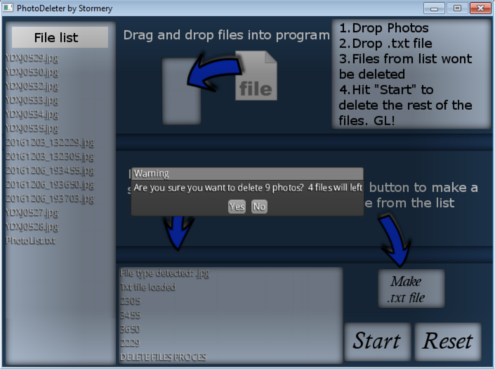 PhotoDeleter by Stormery
File list
YDXJ0529.jpg
YDXJ0530.jpg
YDXJ0532.jpg
YDXJ0533.jpg
YDXJ0534.jpg
YDXJ0535.jpg
20161203_132229.jpg
20161203_132305.jpg
20161206_193455.jpg
20161206_193650.jpg
20161206_193703.jpg
YDXJ0527.jpg
YDXJ0528.jpg
PhotoList.txt
Drag and drop files into program
file
1.Drop Photos
2.Drop .txt file
3.Files from list wont
be deleted
4.Hit "Start" to
delete the rest of the
files. GL!
Warning
Are you sure you want to delete 9 photos? 4 files will left
Yes No
button to make a
e from the list
File type detected: .jpg
Txt file loaded
2305
3455
3650
2229
DELETE FILES PROCES
Make
.txt file
Start Reset